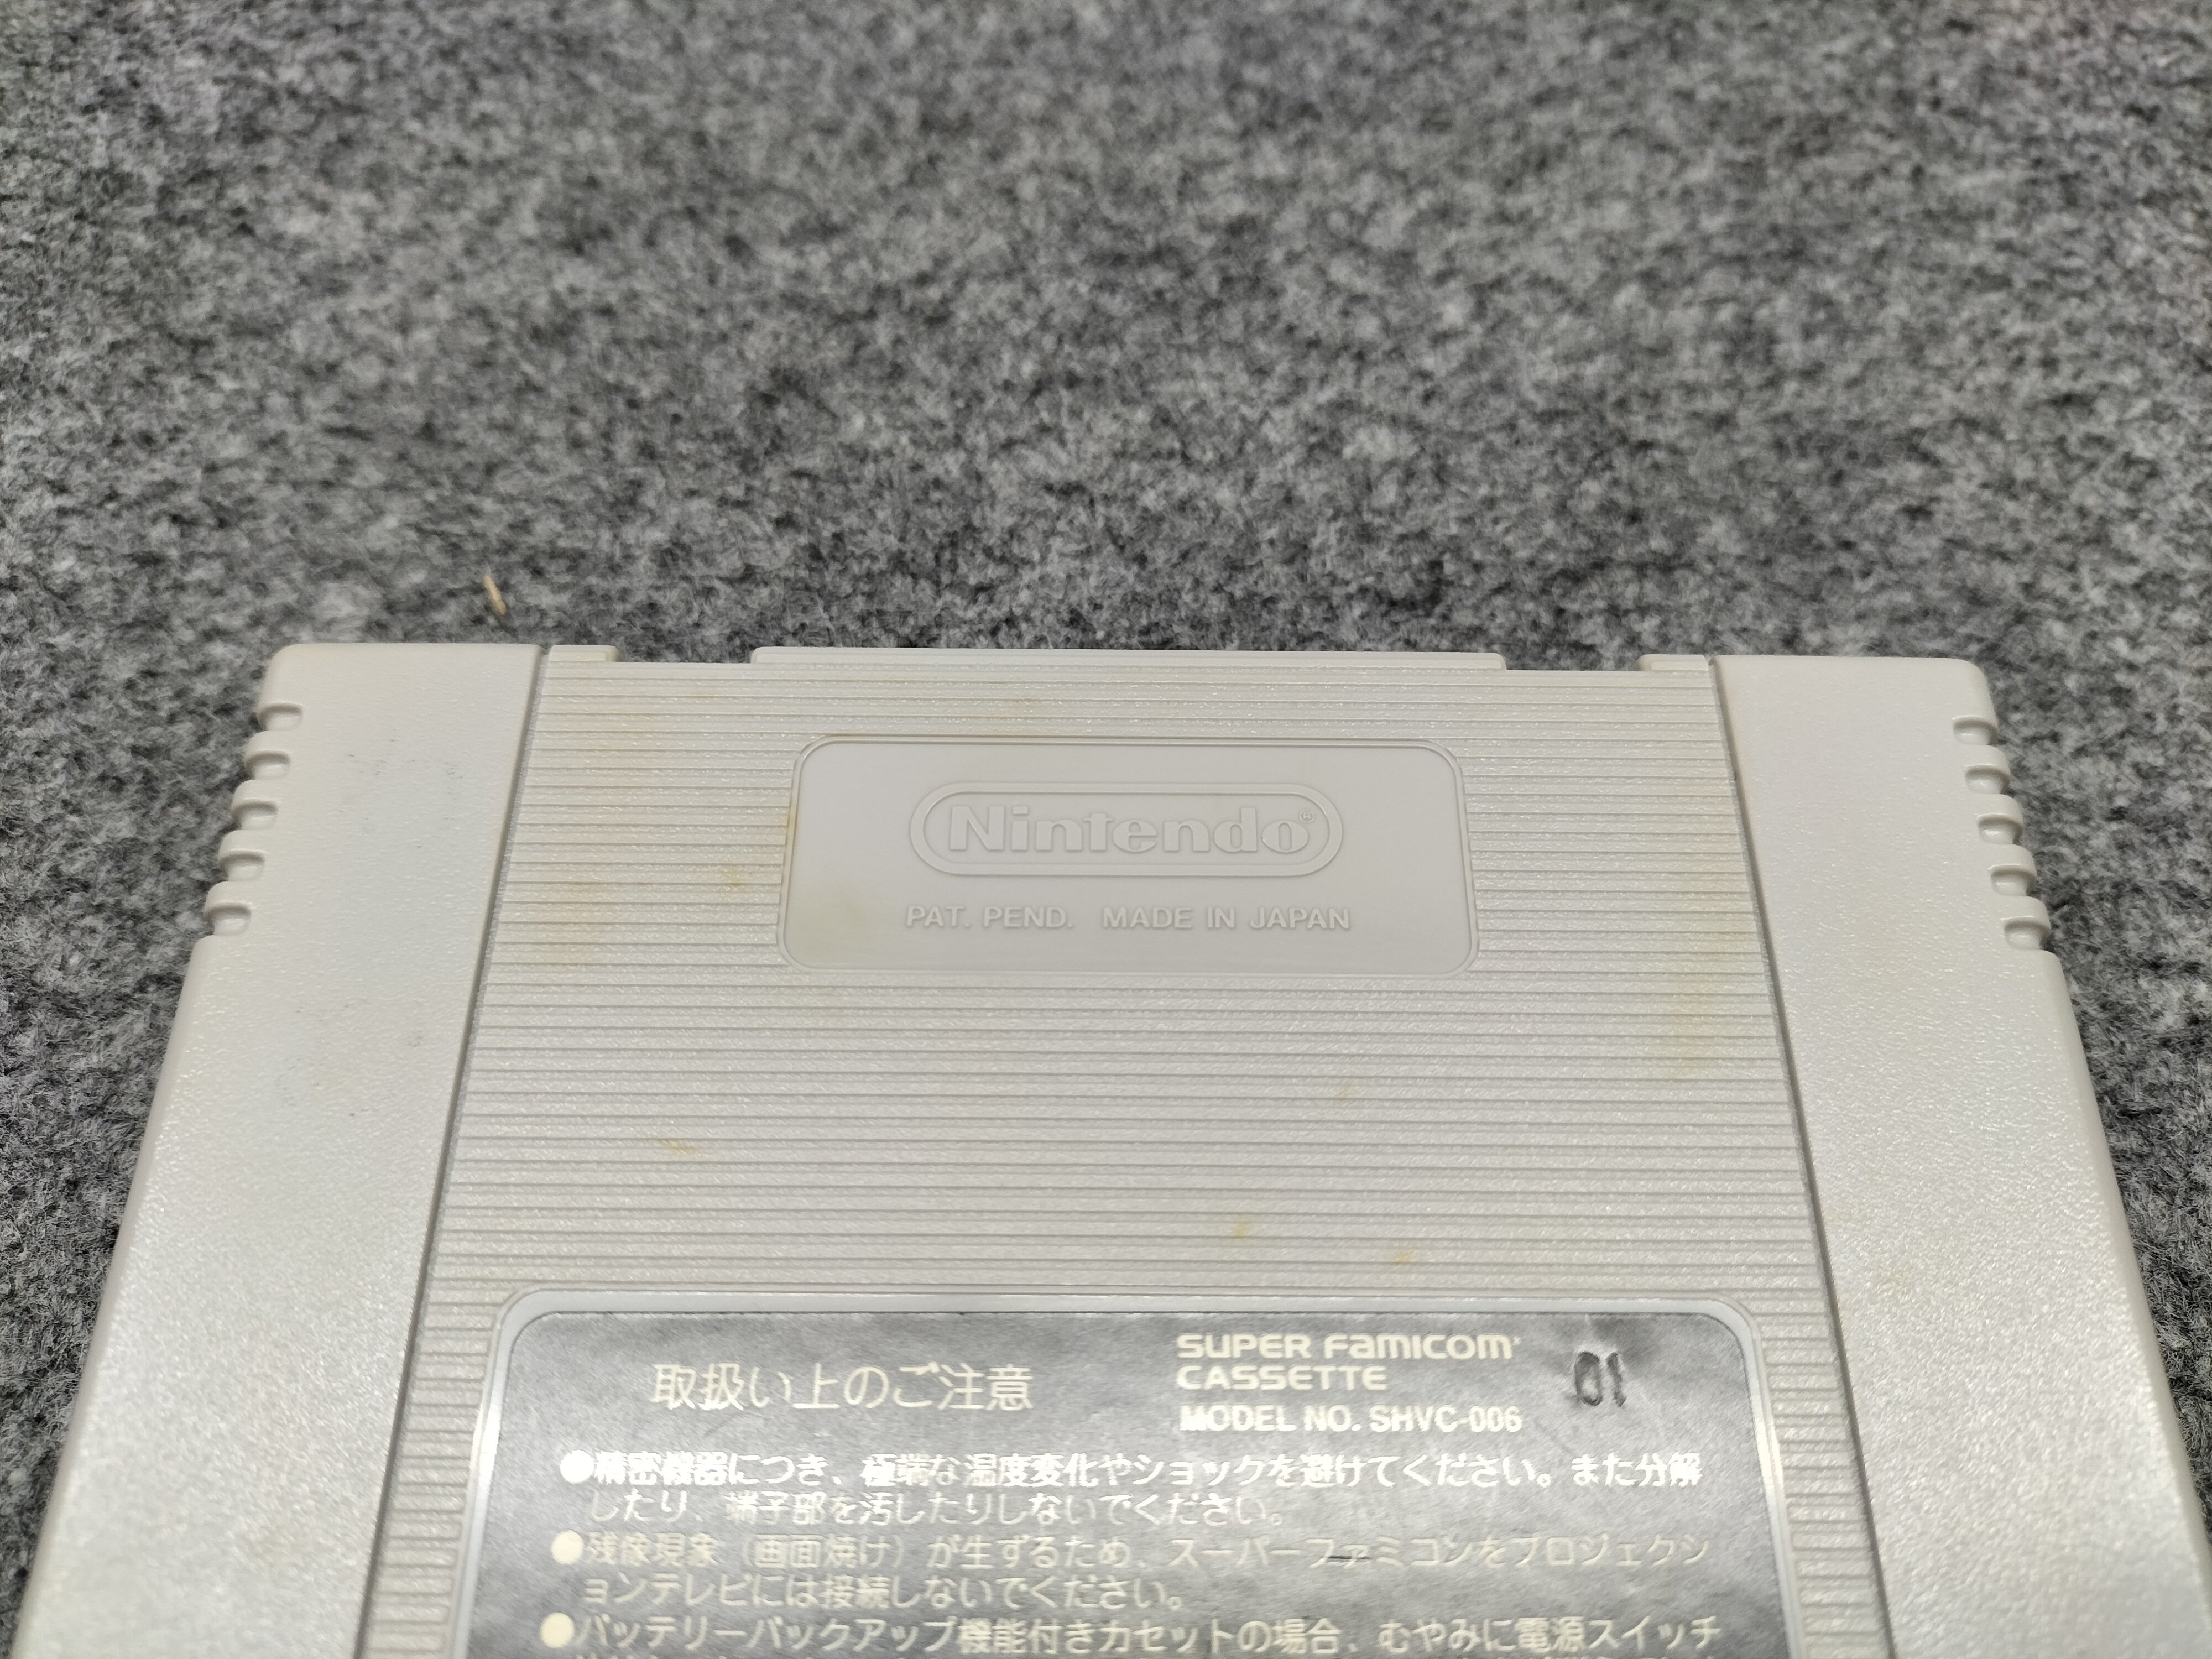 Nintendo®
PAT. PEND. MADE IN JAPAN
取扱い上のご注意
SUPER FAMICOM
CASSETTE
MODEL NO. SHVC-006
01
●精密機器につき、極端な温度変化やショックを避けてください。また分解
したり、端子部を汚したりしないでください。
●残像現象(画面焼け)が生ずるため、スーパーファミコンをプロジェクシ
ョンテレビには接続しないでください。
●バッテリーバックアップ機能付きカセットの場合、むやみに電源スイッチ